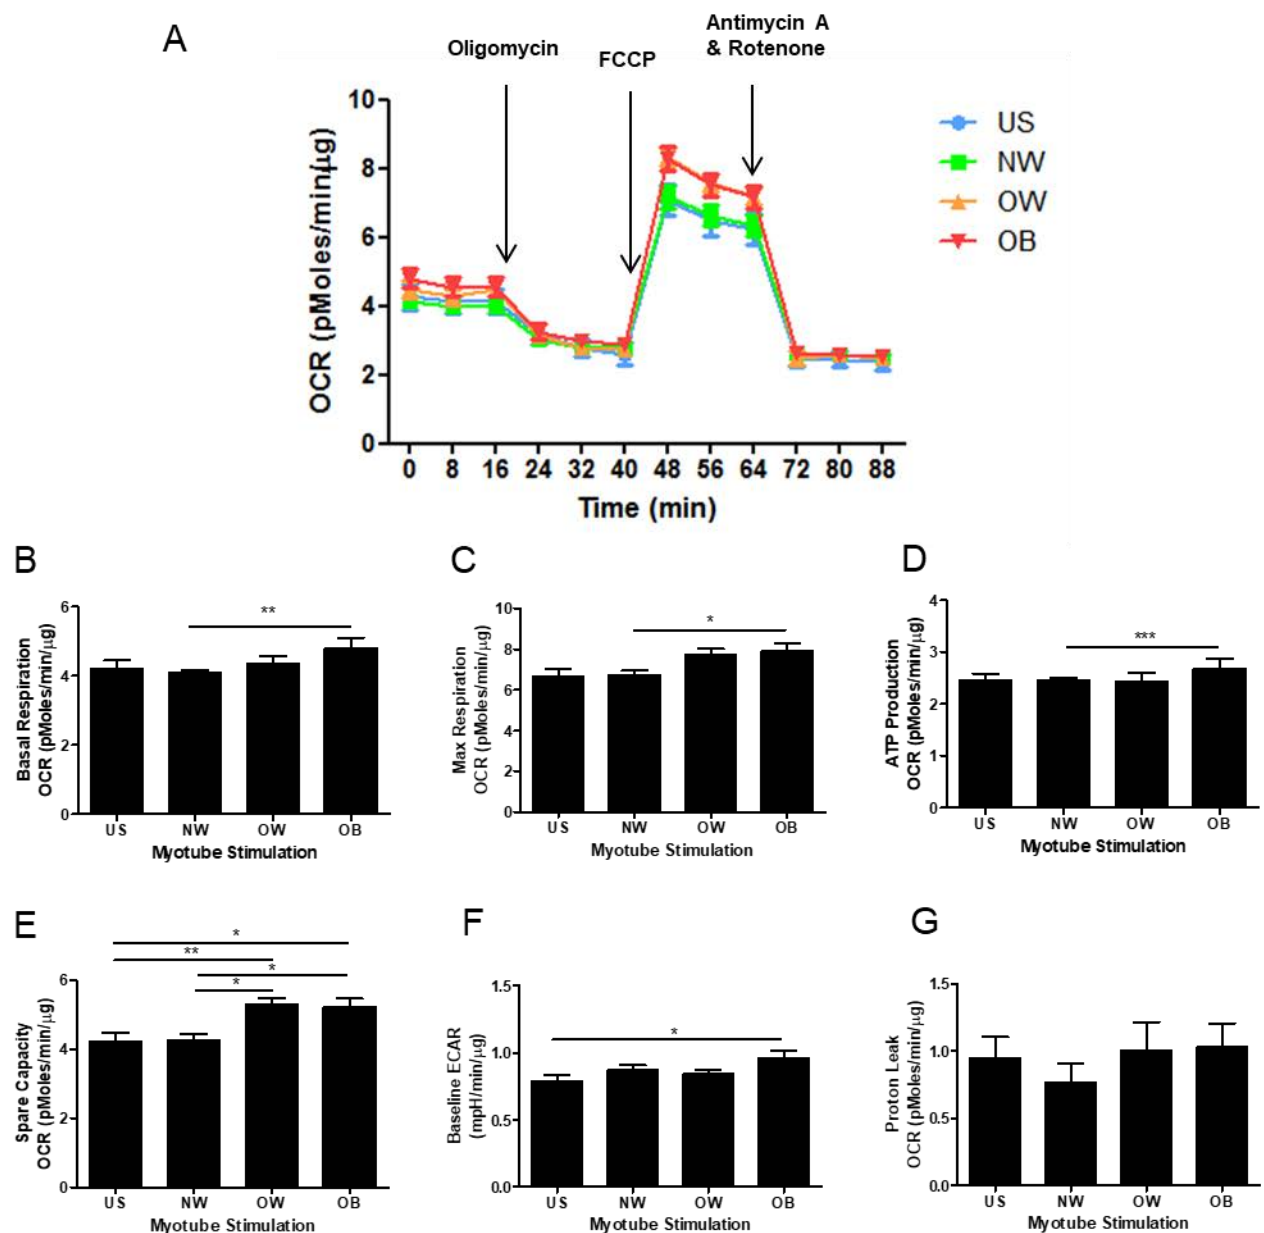 A
Oligomycin
FCCP
Antimycin A
& Rotenone
OCR (pMoles/min/µg)
10
8
6
4
2
0
0 8 16 24 32 40 48 56 64 72 80 88
Time (min)
US
NW
OW
OB
B
Basal Respiration
OCR (pMoles/min/µg)
6
4
2
0
**
US NW OW OB
Myotube Stimulation
C
Max Respiration
OCR (pMoles/min/µg)
10
8
6
4
2
0
*
US NW OW OB
Myotube Stimulation
D
ATP Production
OCR (pMoles/min/µg)
4
3
2
1
0
***
US NW OW OB
Myotube Stimulation
E
Spare Capacity
OCR (pMoles/min/µg)
6
4
2
0
*
**
*
*
US NW OW OB
Myotube Stimulation
F
Baseline ECAR
(mpH/min/µg)
1.5
1.0
0.5
0.0
*
US NW OW OB
Myotube Stimulation
G
Proton Leak
OCR (pMoles/min/µg)
1.5
1.0
0.5
0.0
US NW OW OB
Myotube Stimulation